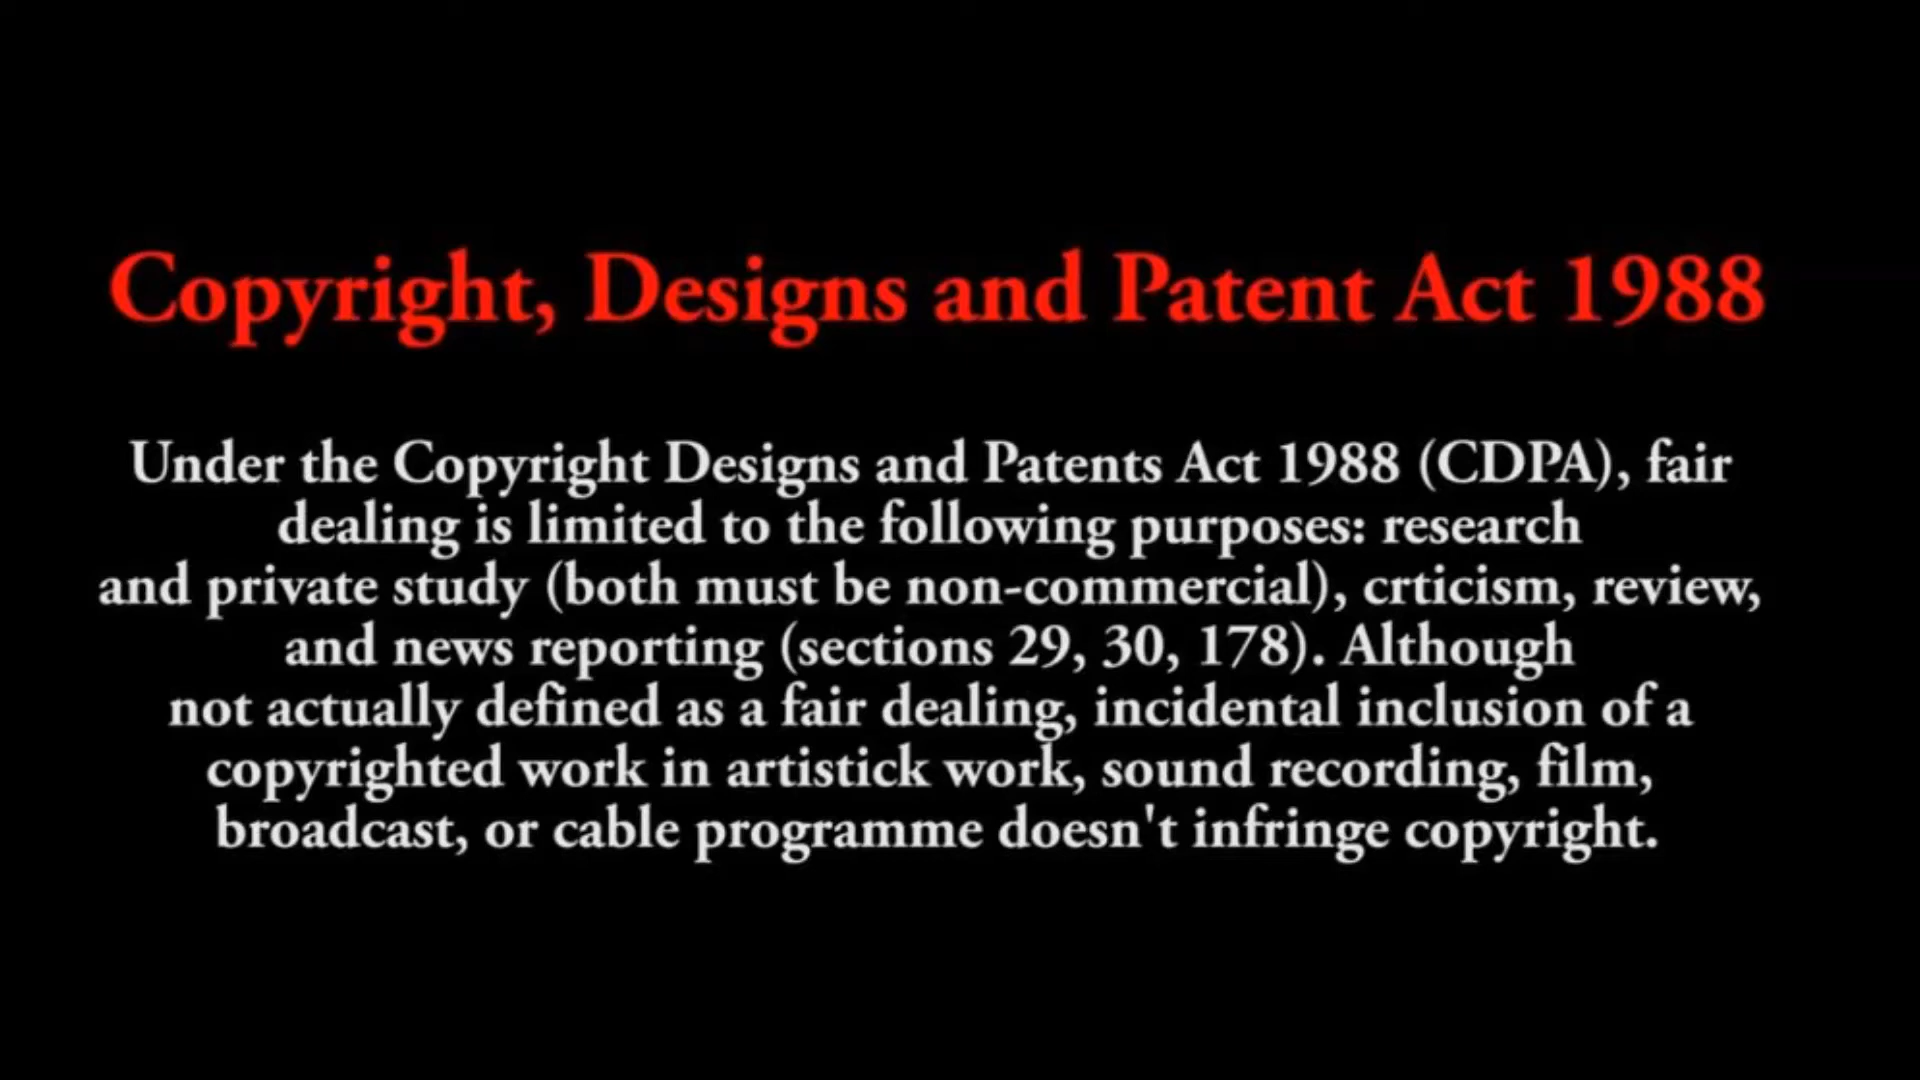 Copyright, Designs and Patent Act 1988
Under the Copyright Designs and Patents Act 1988 (CDPA), fair
dealing is limited to the following purposes: research
and private study (both must be non-commercial), crticism, review,
and news reporting (sections 29, 30, 178). Although
not actually defined as a fair dealing, incidental inclusion of a
copyrighted work in artistick work, sound recording, film,
broadcast, or cable programme doesn't infringe copyright.